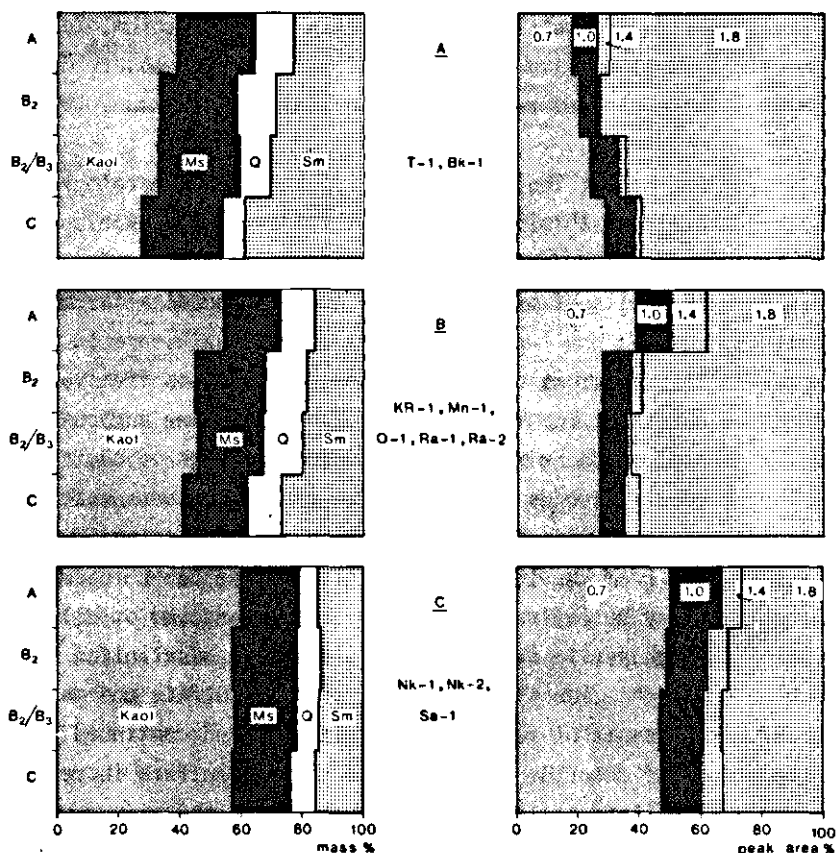 A
B2
B2/B3
C
Kaol Ms Q Sm
A
T-1, Bk-1
0.7 1.0 1.4 1.8
A
B2
B2/B3
C
Kaol Ms Q Sm
B
KR-1, Mn-1,
O-1, Ra-1, Ra-2
0.7 1.0 1.4 1.8
A
B2
B2/B3
C
Kaol Ms Q Sm
0 20 40 60 80 100
mass %
C
Nk-1, Nk-2,
Sa-1
0.7 1.0 1.4 1.8
0 20 40 60 80 100
peak area %